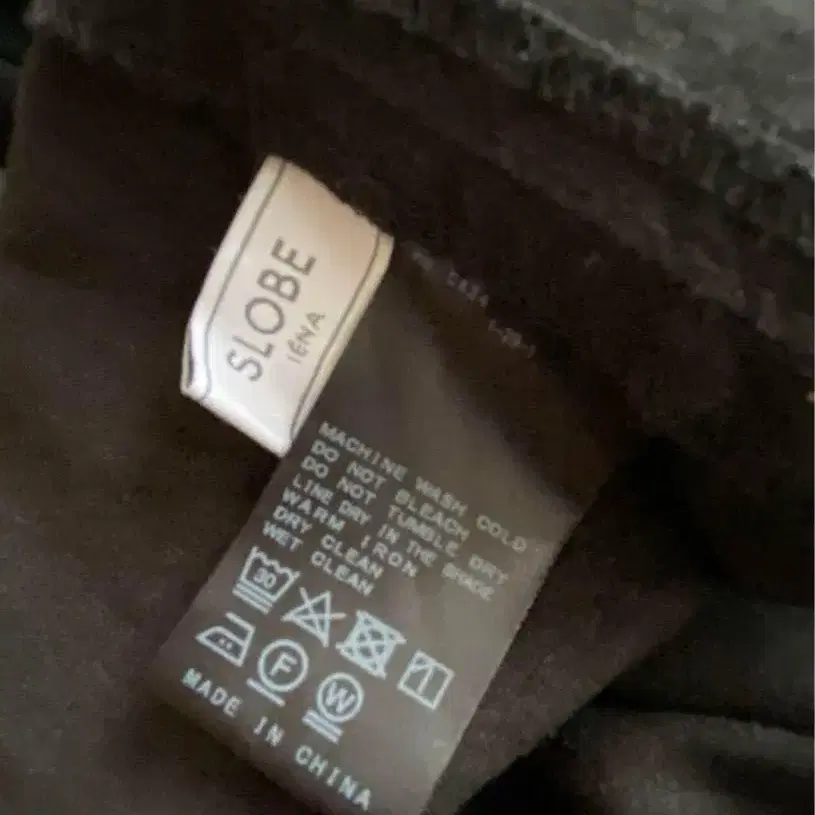 SLOBE
IÉNA
MACHINE WASH COLD
DO NOT BLEACH
DO NOT TUMBLE DRY
LINE DRY IN THE SHADE
WARM IRON
DRY CLEAN
WET CLEAN
30
F W
MADE IN CHINA